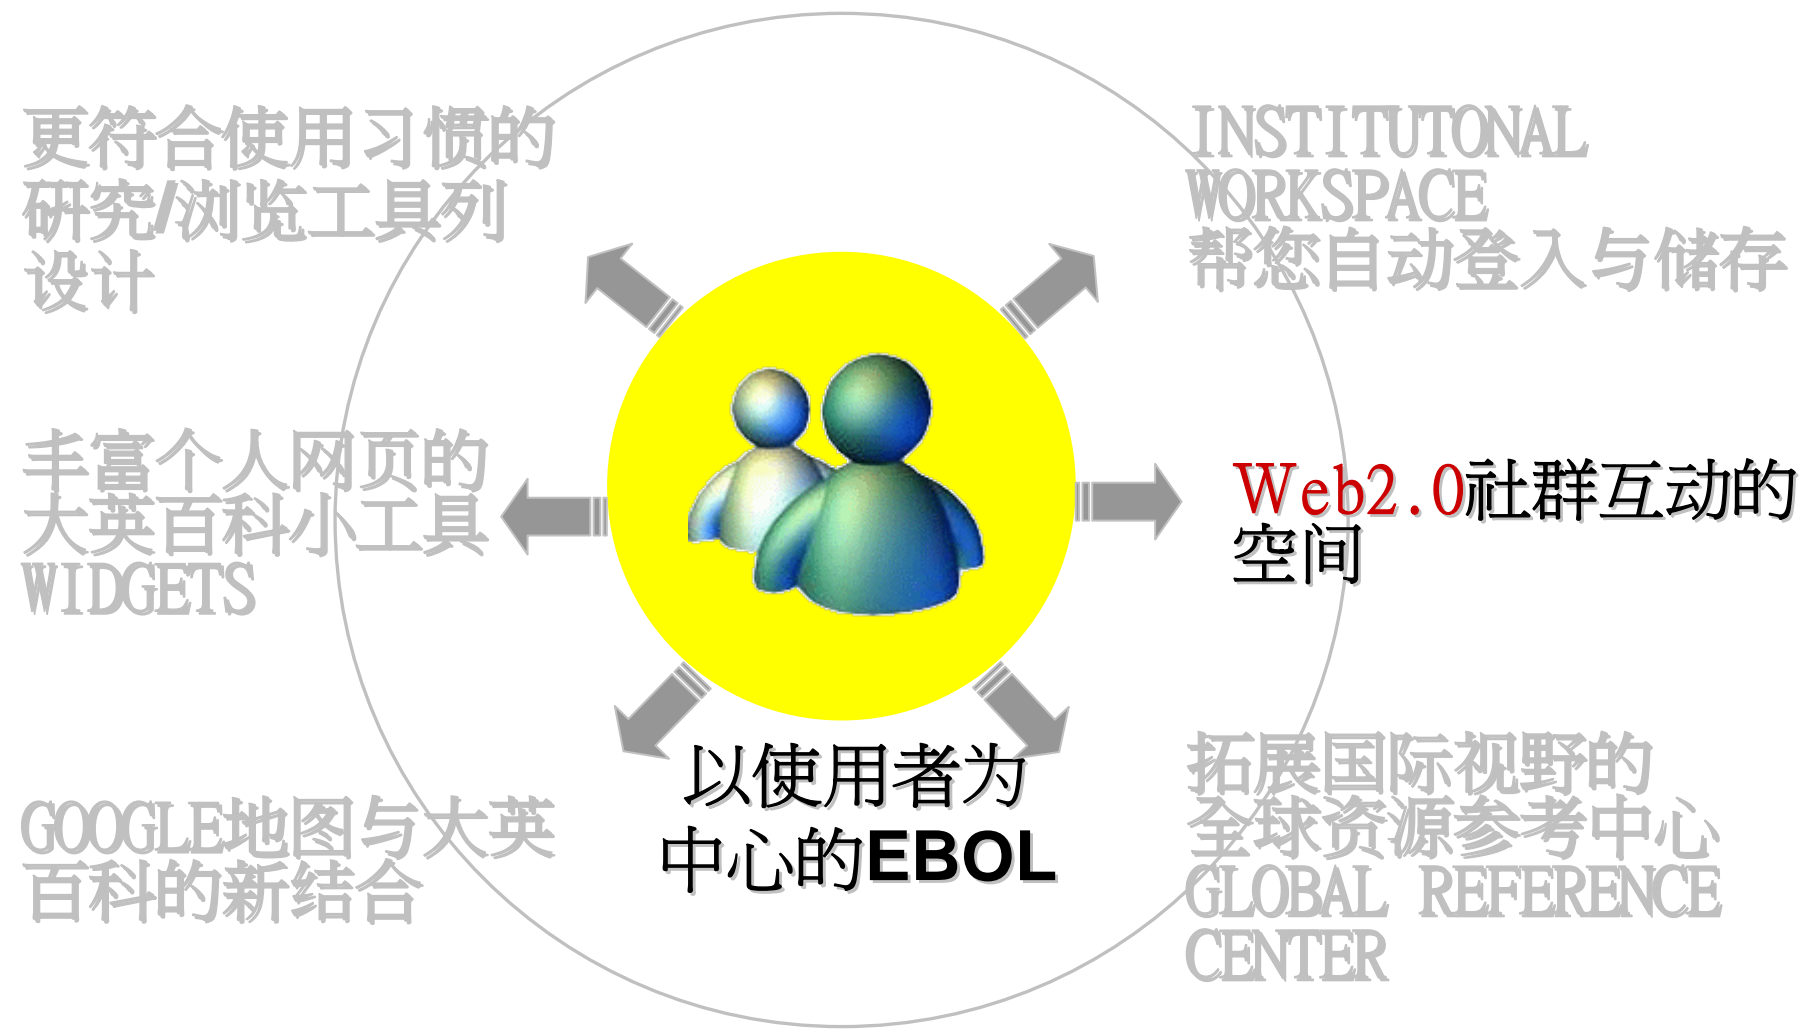 更符合使用习惯的
研究/浏览工具列
设计
INSTITUTONAL
WORKSPACE
帮您自动登入与储存
丰富个人网页的
大英百科小工具
WIDGETS
Web2.0社群互动的
空间
GOOGLE地图与大英
百科的新结合
以使用者为
中心的EBOL
拓展国际视野的
全球资源参考中心
GLOBAL REFERENCE
CENTER